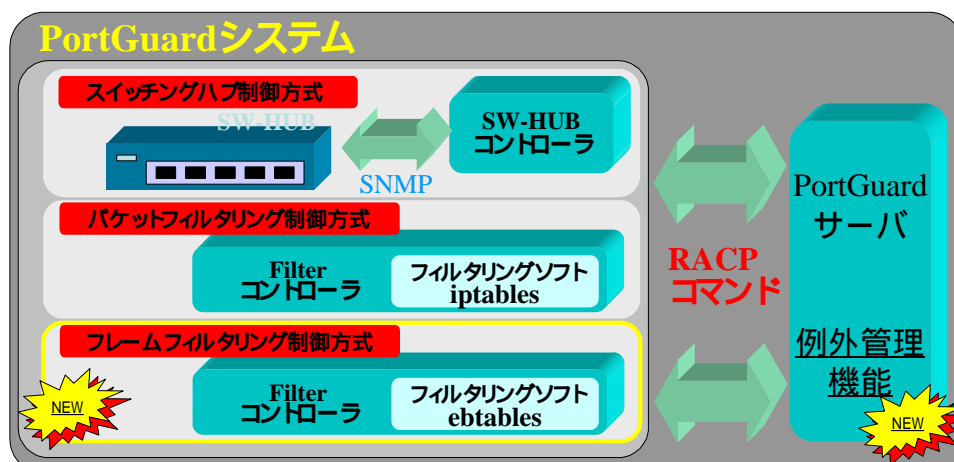 PortGuardシステム
スイッチングハブ制御方式
SW-HUB
SNMP
SW-HUB
コントローラ
パケットフィルタリング制御方式
Filter
コントローラ
フィルタリングソフト
iptables
フレームフィルタリング制御方式
Filter
コントローラ
フィルタリングソフト
ebtables
NEW
RACP
コマンド
PortGuard
サーバ
例外管理
機能
NEW